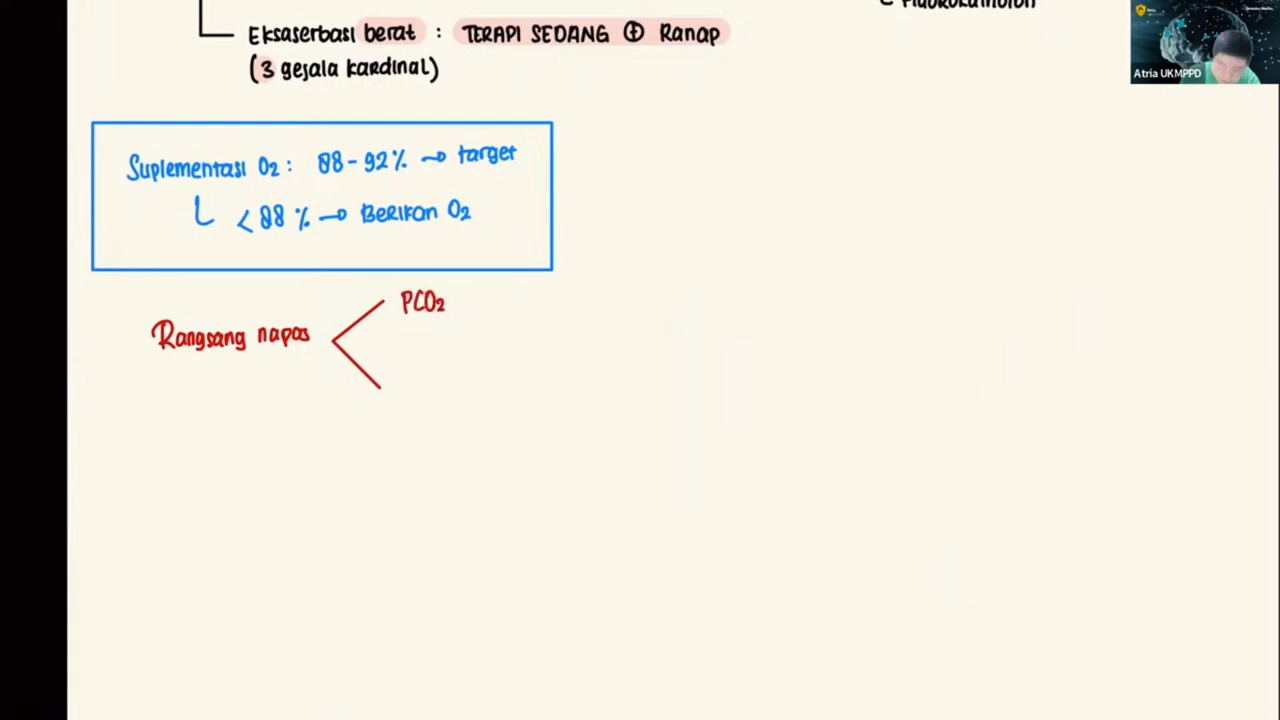 Eksaserbasi berat : TERAPI SEDANG ⊕ Ranap
(3 gejala kardinal)
Suplementasi O2 : 88 - 92 % → target
< 88 % → Berikan O2
Rangsang napas
PCO2
Atria UKMPPD